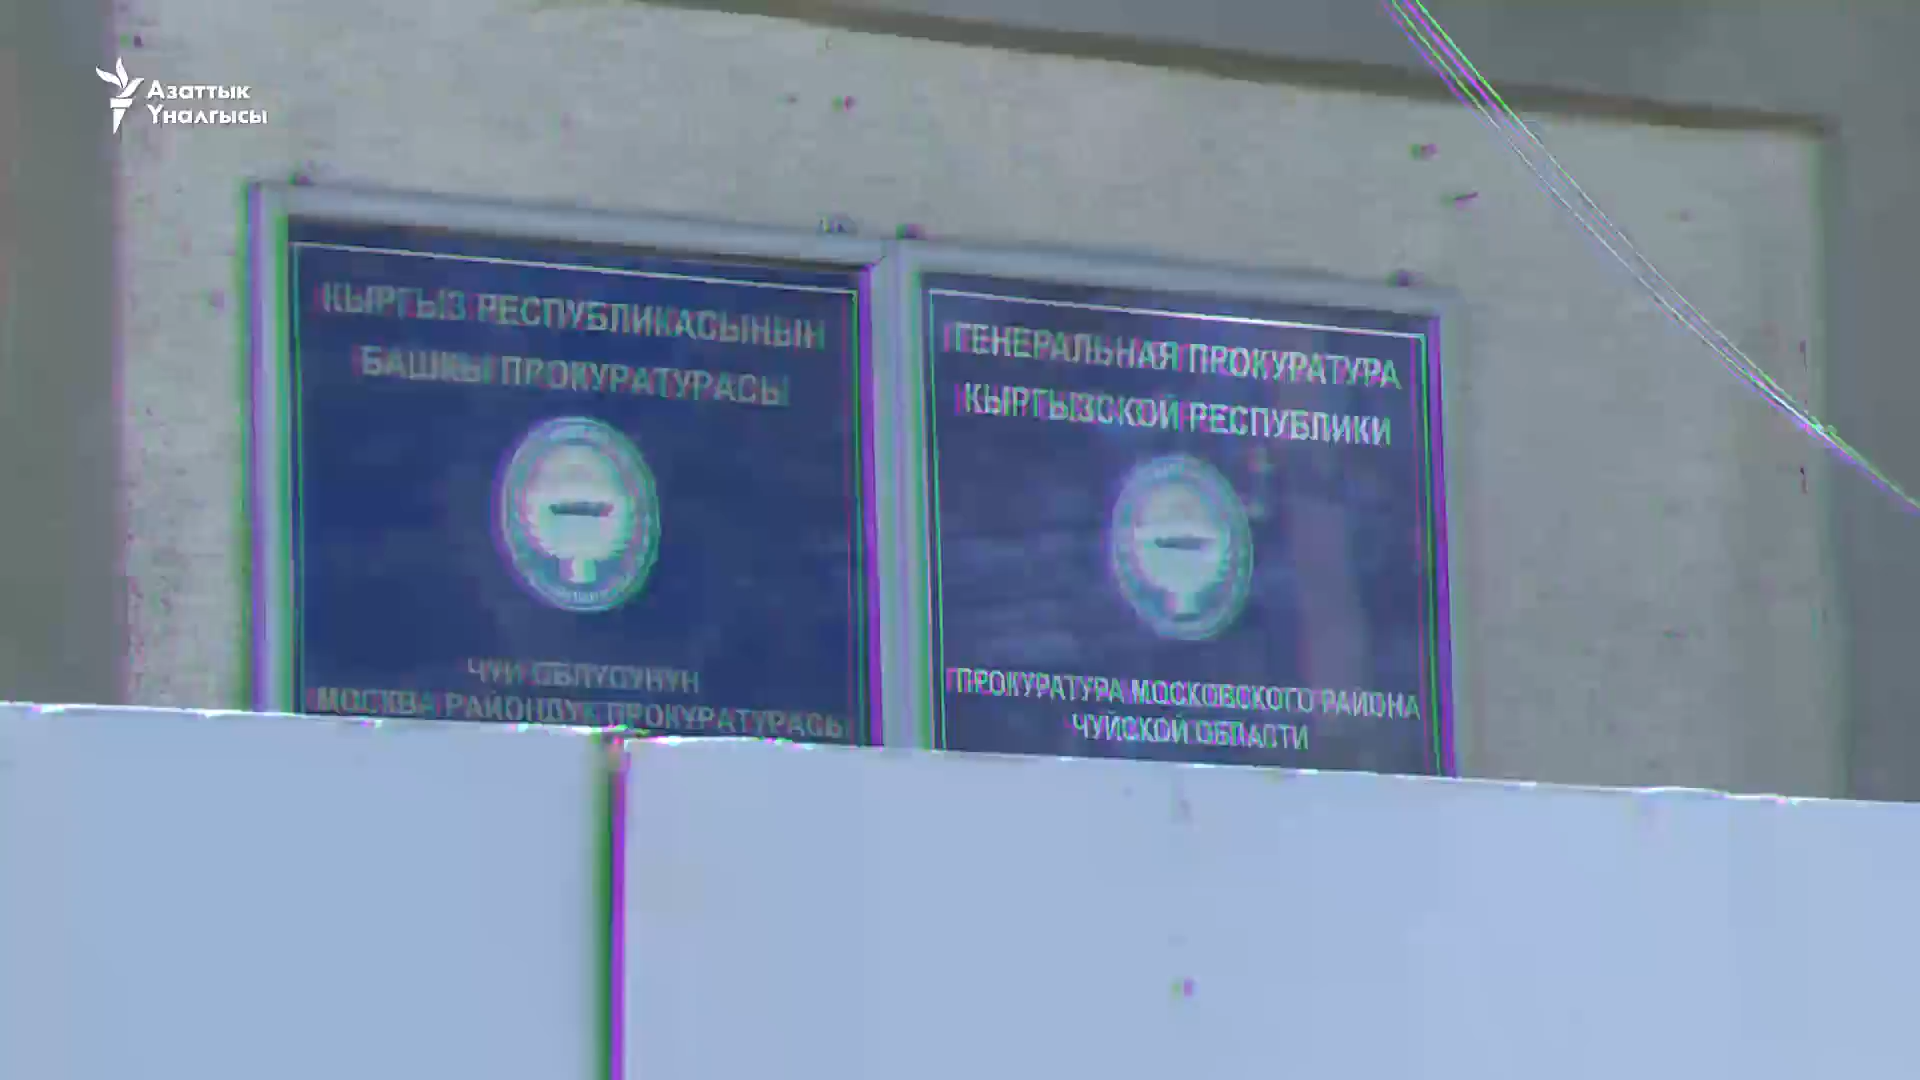 Азаттык
Үналгысы
КЫРГЫЗ РЕСПУБЛИКАСЫНЫН
БАШКЫ ПРОКУРАТУРАСЫ
ЧҮЙ ОБЛУСУНУН
МОСКВА РАЙОНДУК ПРОКУРАТУРАСЫ
ГЕНЕРАЛЬНАЯ ПРОКУРАТУРА
КЫРГЫЗСКОЙ РЕСПУБЛИКИ
ПРОКУРАТУРА МОСКОВСКОГО РАЙОНА
ЧУЙСКОЙ ОБЛАСТИ